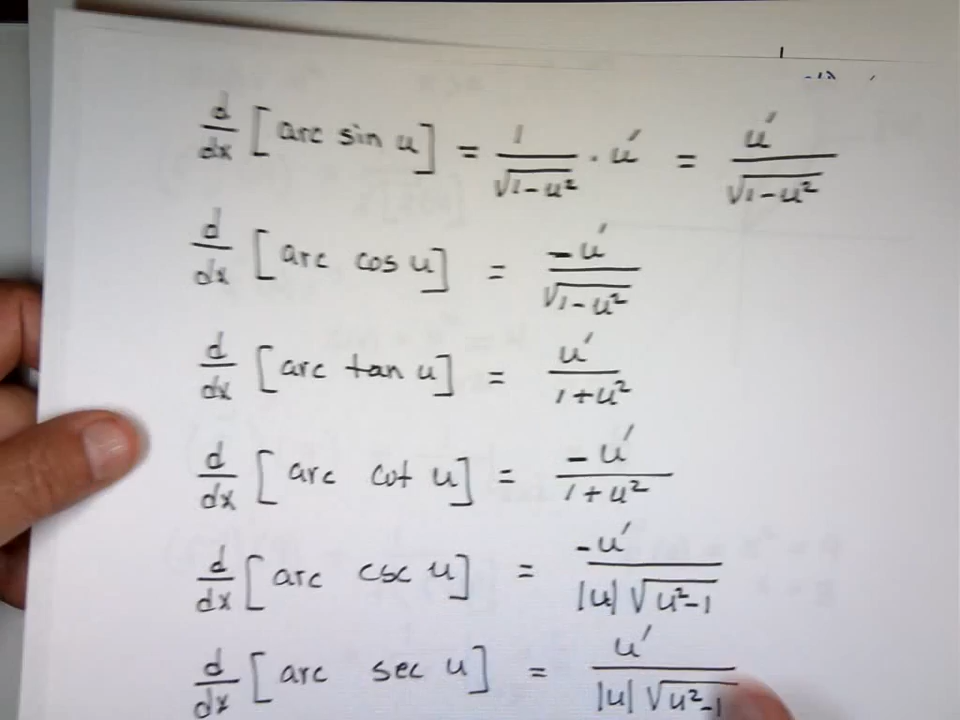 d/dx [arc sin u] = 1/√(1-u²) · u' = u'/√(1-u²)
d/dx [arc cos u] = -u'/√(1-u²)
d/dx [arc tan u] = u'/(1+u²)
d/dx [arc cot u] = -u'/(1+u²)
d/dx [arc csc u] = -u'/(|u|√(u²-1))
d/dx [arc sec u] = u'/(|u|√(u²-1))